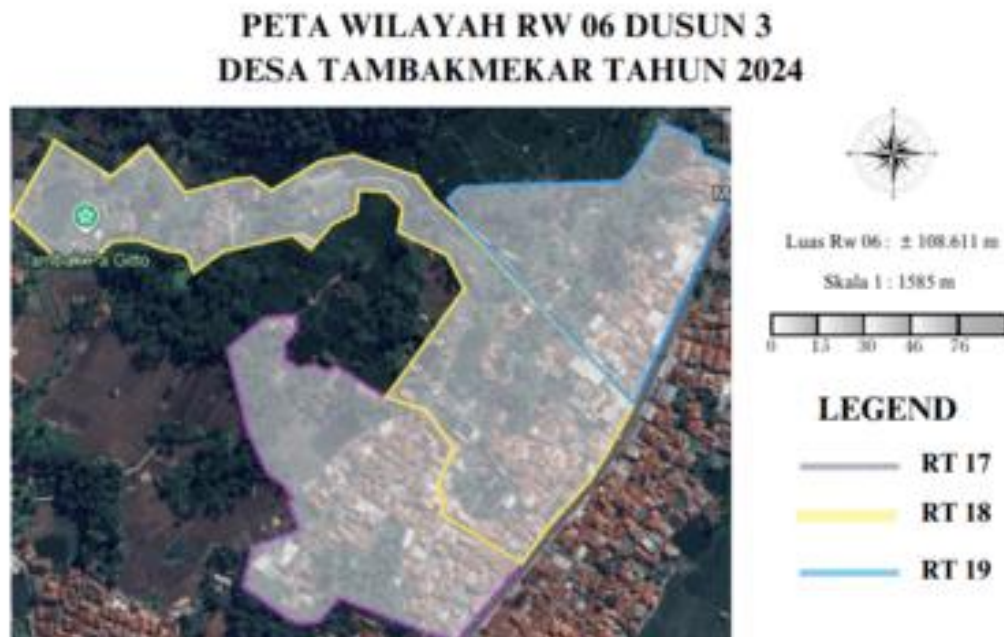 PETA WILAYAH RW 06 DUSUN 3
DESA TAMBAKMEKAR TAHUN 2024
M
Luas Rw 06 : ± 108.611 m
Skala 1 : 1585 m
0 15 30 46 76
LEGEND
RT 17
RT 18
RT 19